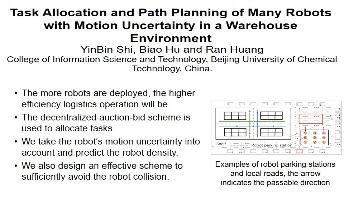 Task Allocation and Path Planning of Many Robots
with Motion Uncertainty in a Warehouse
Environment
YinBin Shi, Biao Hu and Ran Huang
College of Information Science and Technology, Beijing University of Chemical
Technology, China.
• The more robots are deployed, the higher
efficiency logistics operation will be
• The decentralized auction-bid scheme is
used to allocate tasks
• We take the robot's motion uncertainty into
account and predict the robot density.
• We also design an effective scheme to
sufficiently avoid the robot collision.
Robot parking station
Examples of robot parking stations
and local roads, the arrow
indicates the passable direction